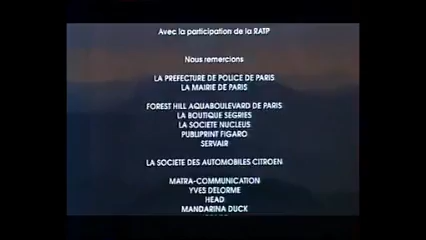 Avec la participation de la RATP
Nous remercions
LA PREFECTURE DE POLICE DE PARIS
LA MAIRIE DE PARIS
FOREST HILL AQUABOULEVARD DE PARIS
LA BOUTIQUE SEGRIES
LA SOCIETE NUCLEUS
PUBLIPRINT FIGARO
SERVAIR
LA SOCIETE DES AUTOMOBILES CITROEN
MATRA-COMMUNICATION
YVES DELORME
HEAD
MANDARINA DUCK